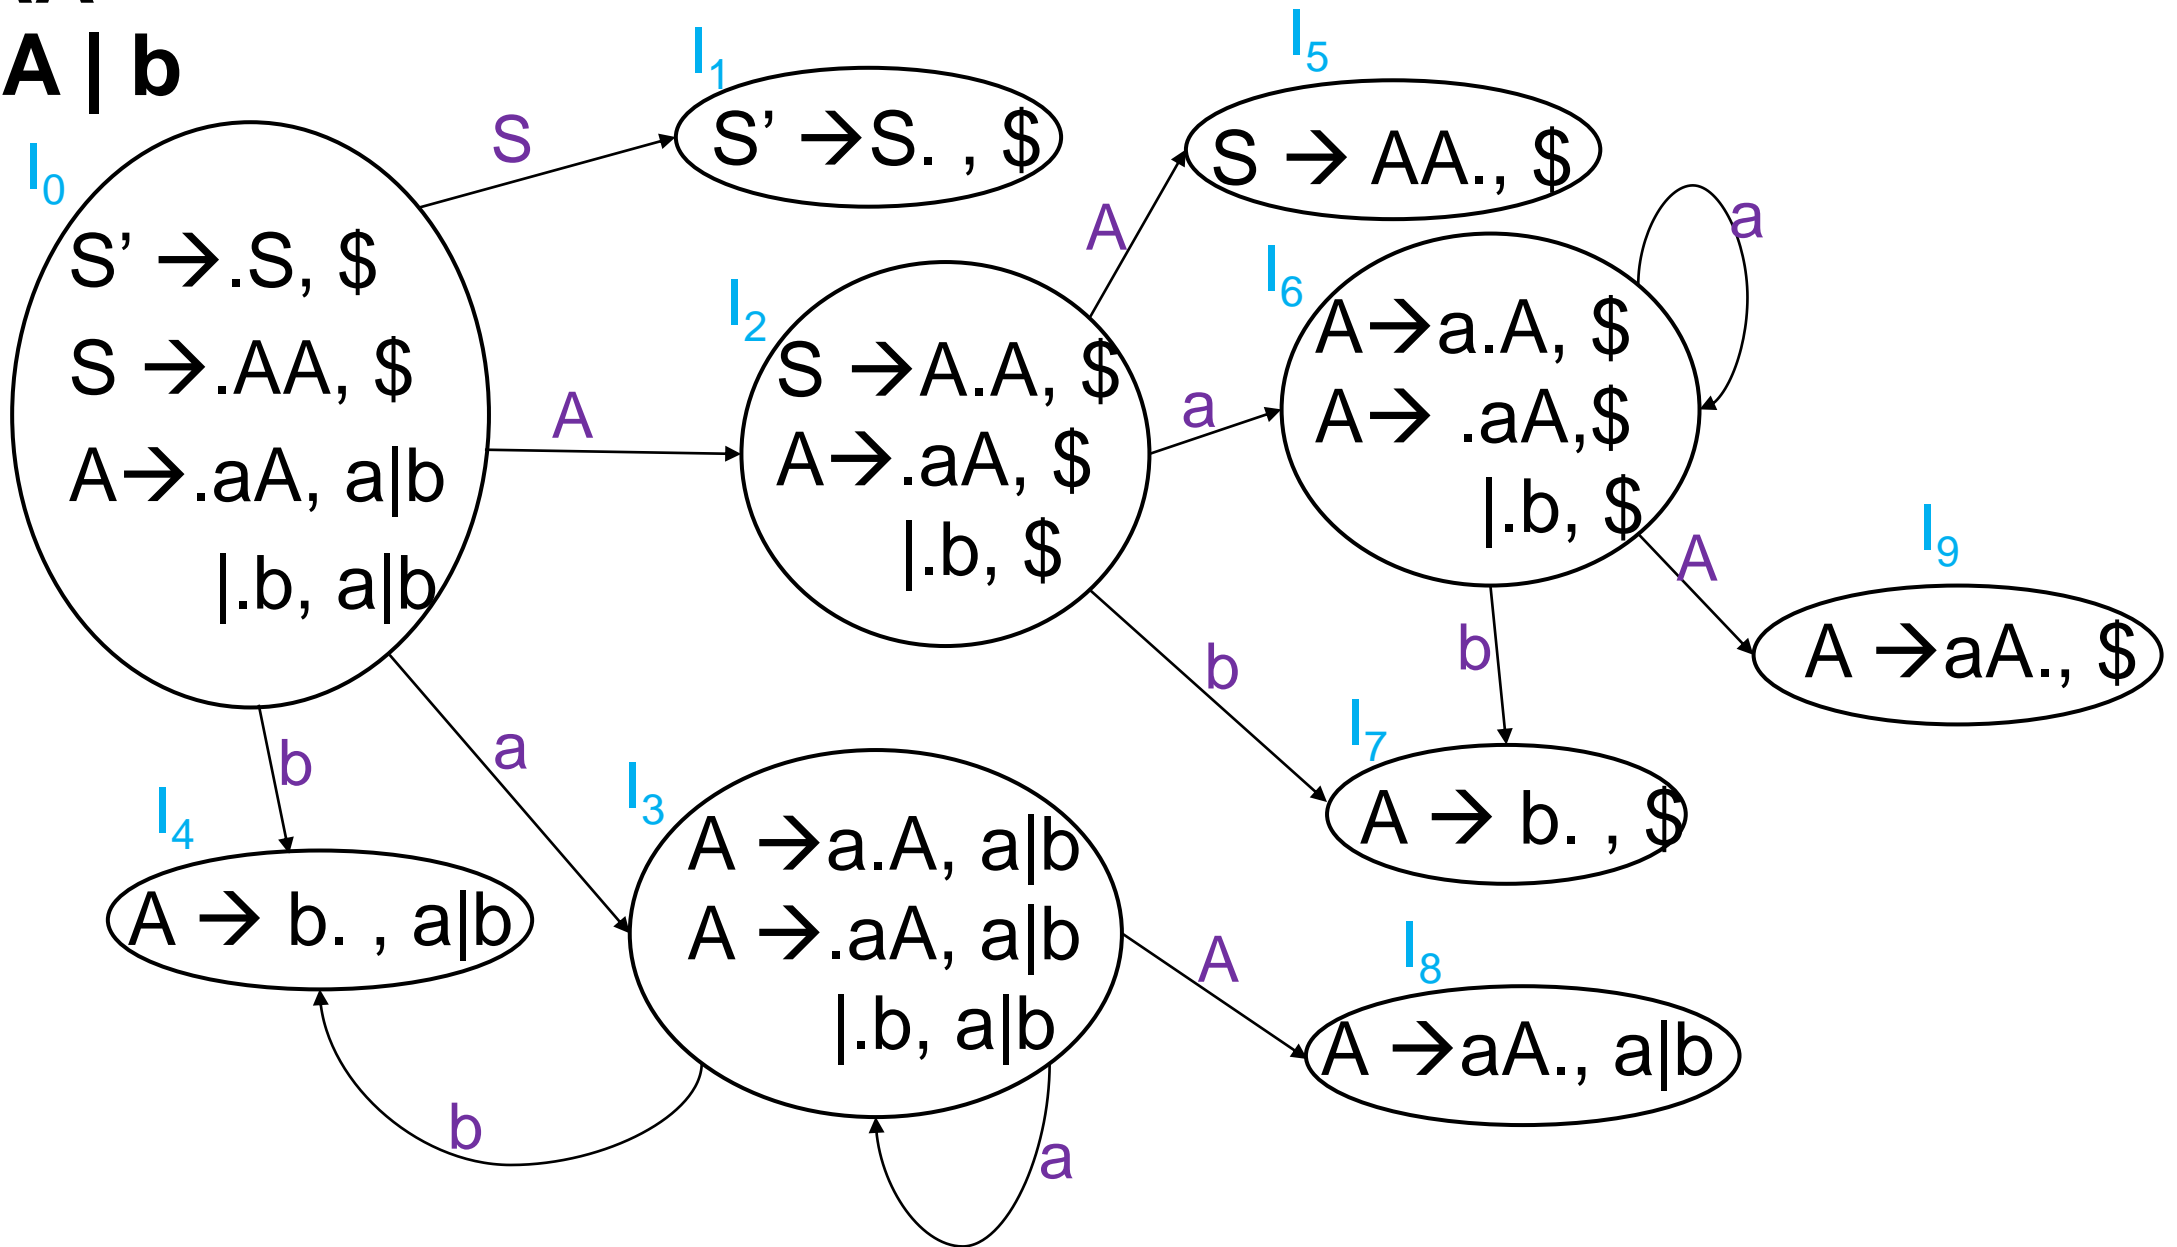 A | b
I0
S' →.S, $
S →.AA, $
A→.aA, a|b
|.b, a|b
S
A
b
a
I1
S' →S. , $
I2
S →A.A, $
A→.aA, $
|.b, $
A
a
b
I5
S → AA., $
I6
A→a.A, $
A→ .aA,$
|.b, $
a
A
b
I9
A →aA., $
I7
A → b. , $
I4
A → b. , a|b
I3
A →a.A, a|b
A →.aA, a|b
|.b, a|b
A
b
a
I8
A →aA., a|b